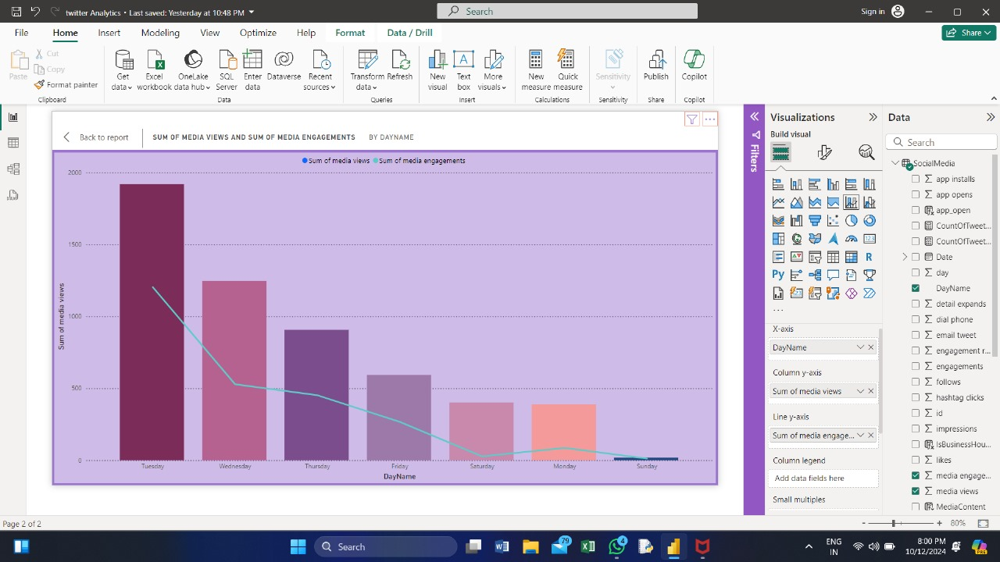 twitter Analytics • Last saved: Yesterday at 10:48 PM
Search
Sign in
File
Home
Insert
Modeling
View
Optimize
Help
Format
Data / Drill
Share
Paste
Cut
Copy
Format painter
Clipboard
Get data
Excel workbook
OneLake data hub
SQL Server
Enter data
Dataverse
Recent sources
Data
Transform data
Refresh
Queries
New visual
Text box
More visuals
Insert
New measure
Quick measure
Calculations
Sensitivity
Sensitivity
Publish
Share
Copilot
Copilot
Back to report
SUM OF MEDIA VIEWS AND SUM OF MEDIA ENGAGEMENTS
BY DAYNAME
Sum of media views
Sum of media engagements
2000
1500
1000
500
0
Sum of media views
Tuesday
Wednesday
Thursday
Friday
Saturday
Monday
Sunday
DayName
Filters
Visualizations
Build visual
123
R
Py
X-axis
DayName
Column y-axis
Sum of media views
Line y-axis
Sum of media engage...
Column legend
Add data fields here
Small multiples
Data
Search
SocialMedia
app installs
app opens
app_open
CountOfTweet...
CountOfTweet...
Date
day
DayName
detail expands
dial phone
email tweet
engagement r...
engagements
follows
hashtag clicks
id
impressions
IsBusinessHou...
likes
media engage...
media views
MediaContent
Page 2 of 2
80%
Search
79
4
ENG
IN
8:00 PM
10/12/2024
PRE